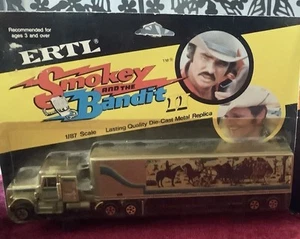 Recommended for
ages 3 and over
ERTL
Smokey
AND THE
Bandit
II
1/87 Scale
Lasting Quality Die-Cast Metal Replica